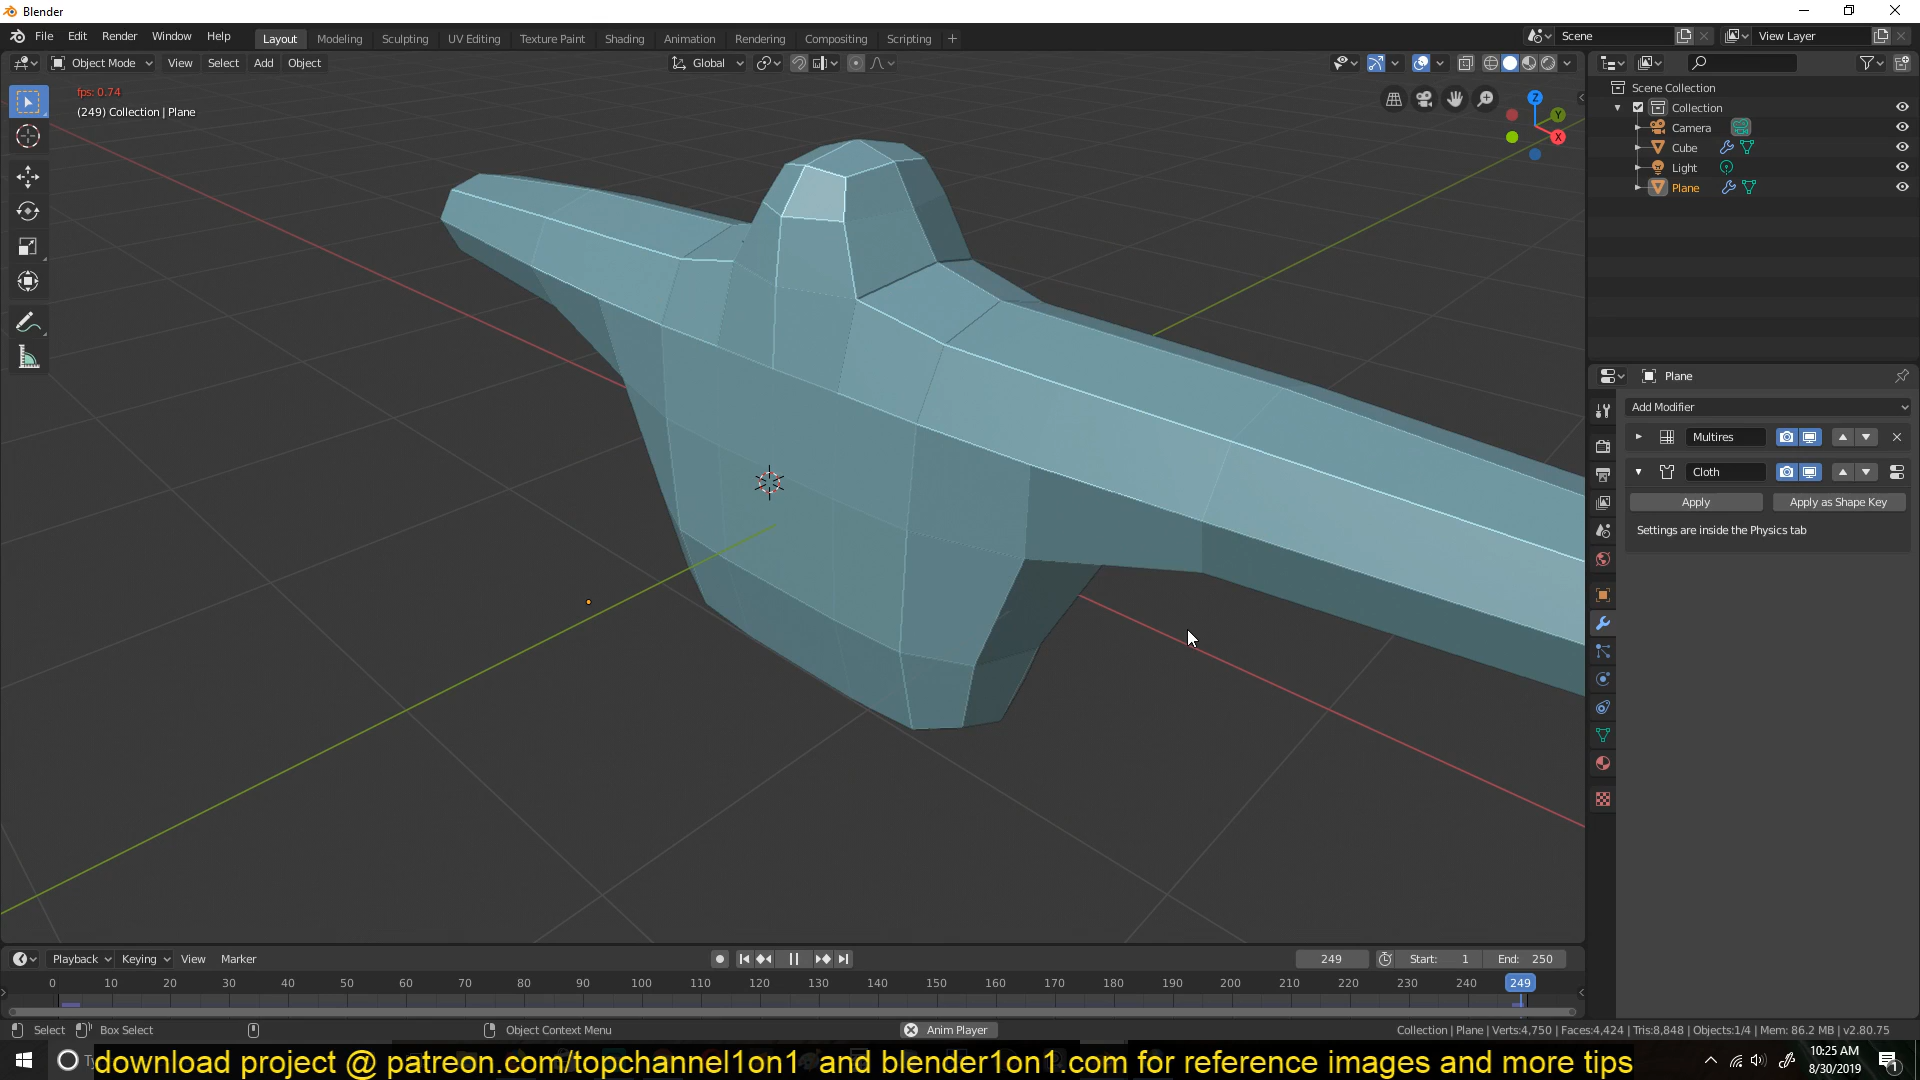 Blender
File Edit Render Window Help
Layout Modeling Sculpting UV Editing Texture Paint Shading Animation Rendering Compositing Scripting +
Scene
View Layer
Object Mode View Select Add Object
Global
fps: 0.74
(249) Collection | Plane
Z
Y
X
Scene Collection
Collection
Camera
Cube
Light
Plane
Plane
Add Modifier
Multires
Cloth
Apply
Apply as Shape Key
Settings are inside the Physics tab
Playback Keying View Marker
249
Start: 1
End: 250
0 10 20 30 40 50 60 70 80 90 100 110 120 130 140 150 160 170 180 190 200 210 220 230 240 249
Select Box Select Object Context Menu Anim Player
Collection | Plane | Verts:4,750 | Faces:4,424 | Tris:8,848 | Objects:1/4 | Mem: 86.2 MB | v2.80.75
download project @ patreon.com/topchannel1on1 and blender1on1.com for reference images and more tips
10:25 AM
8/30/2019
1